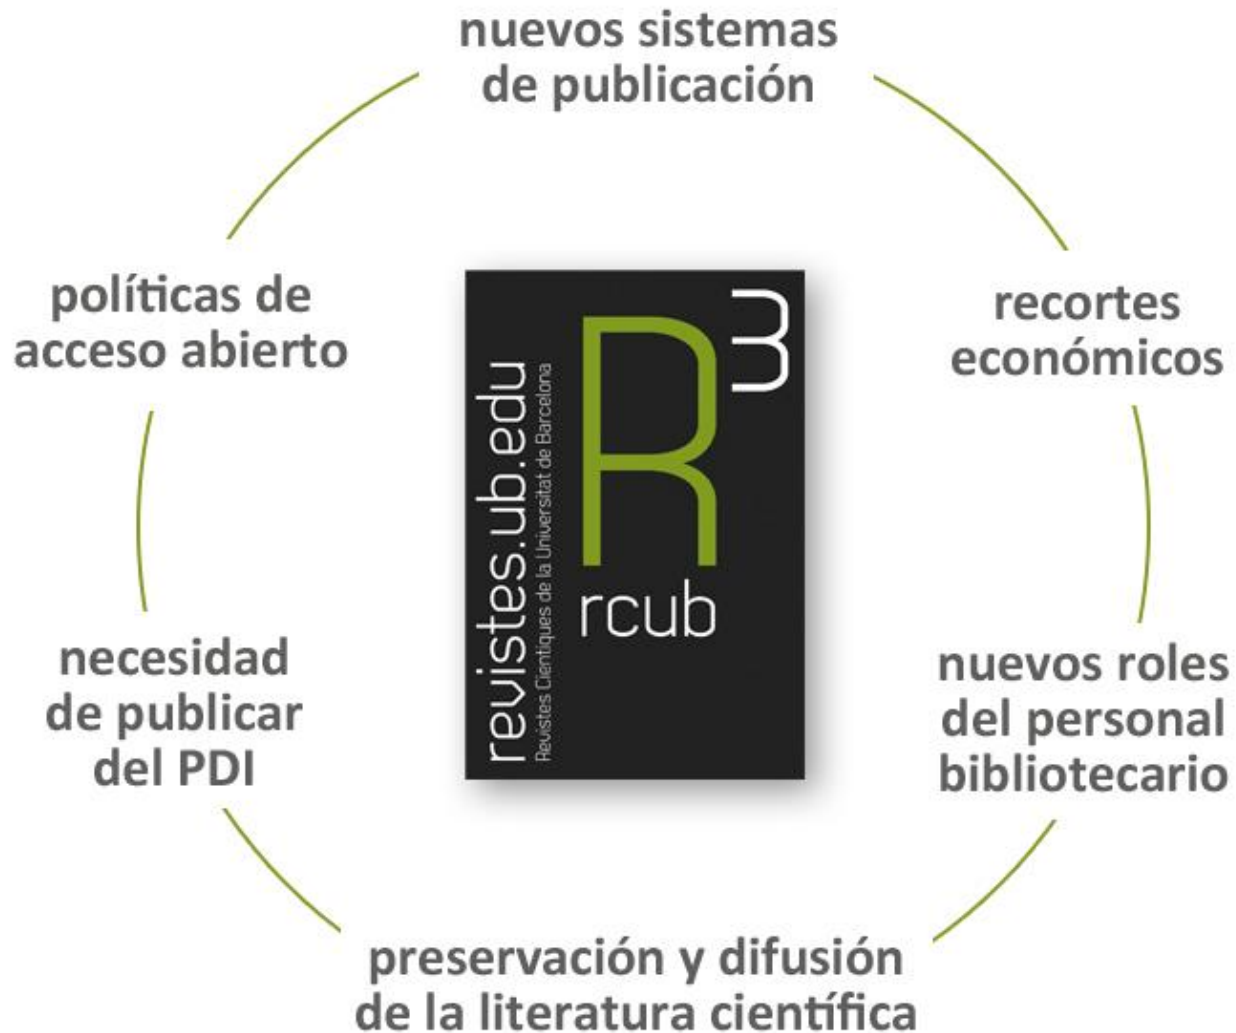 nuevos sistemas
de publicación
recortes
económicos
nuevos roles
del personal
bibliotecario
preservación y difusión
de la literatura científica
necesidad
de publicar
del PDI
políticas de
acceso abierto
revistes.ub.edu
Revistes Cientiques de la Universitat de Barcelona
R3
rcub